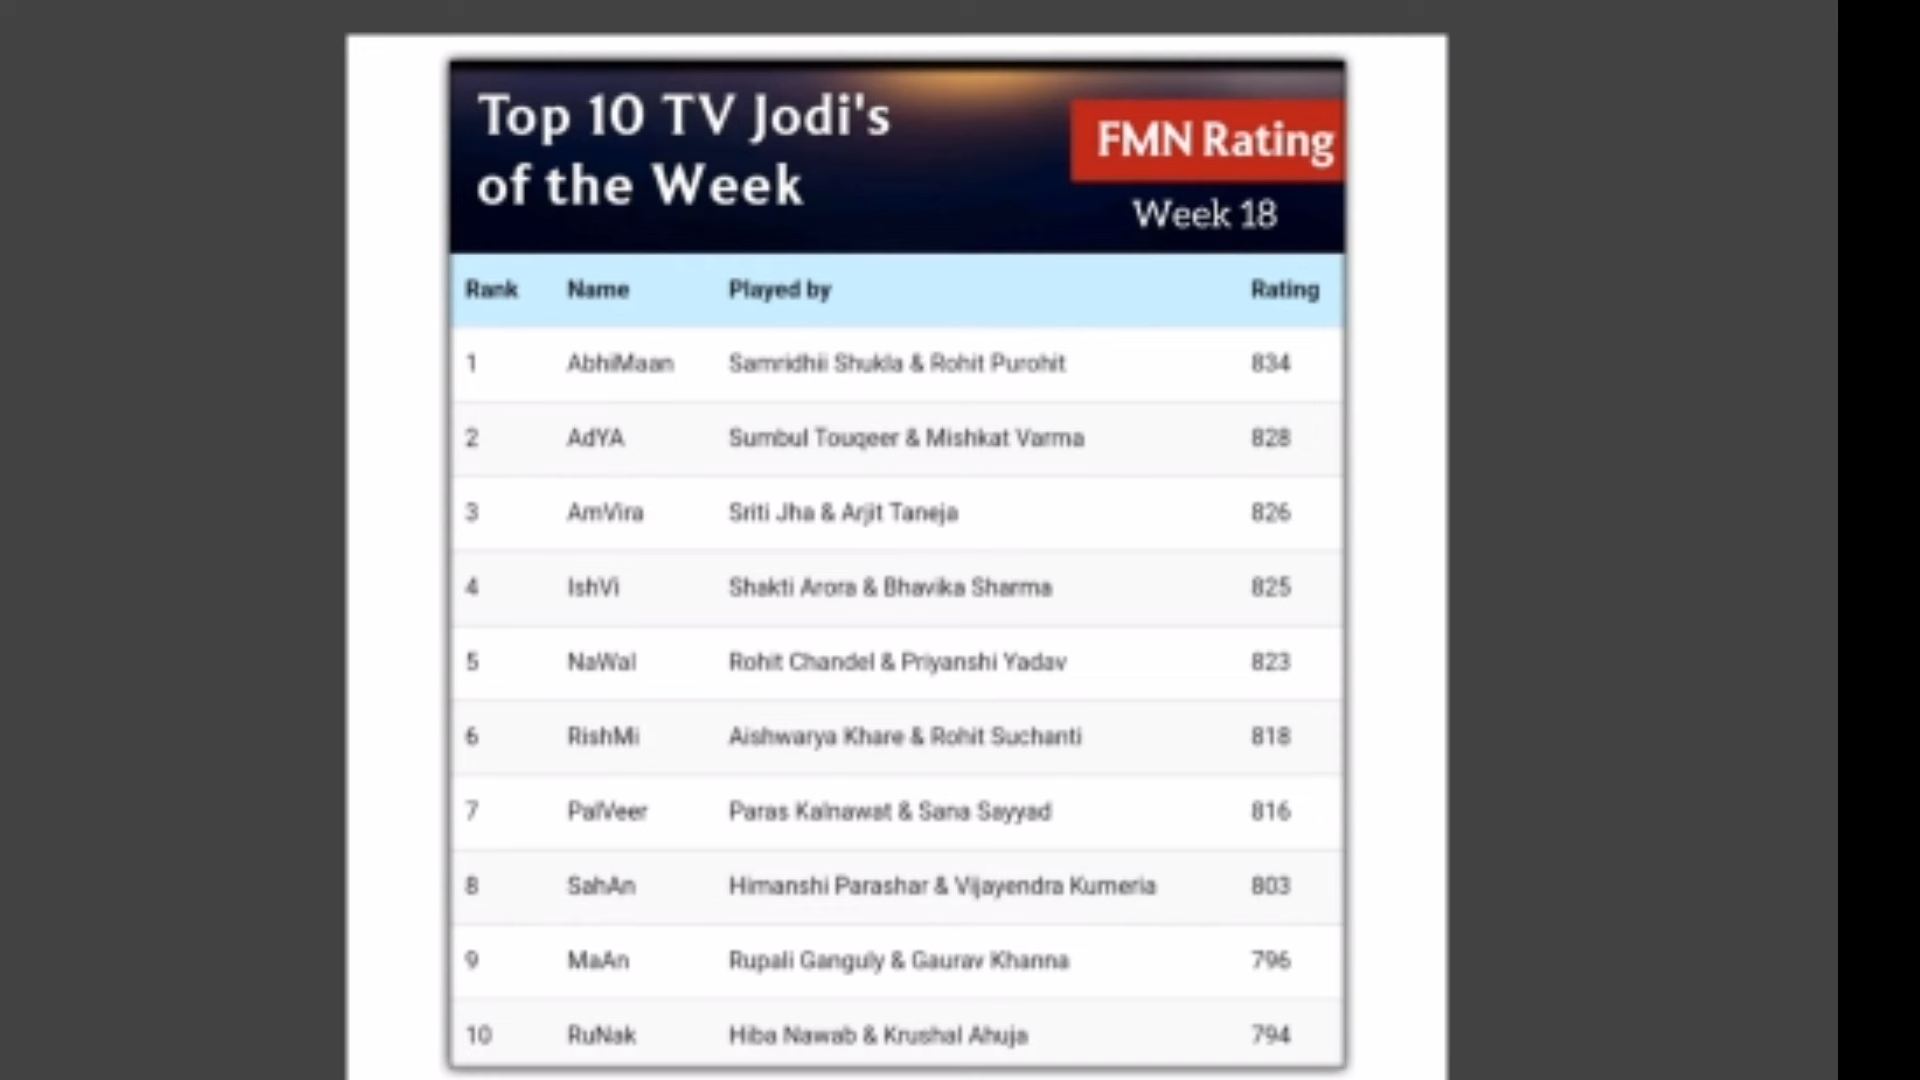 Top 10 TV Jodi's
of the Week
FMN Rating
Week 18
Rank Name Played by Rating
1 AbhiMaan Samridhii Shukla & Rohit Purohit 834
2 AdYA Sumbul Touqeer & Mishkat Varma 828
3 AmVira Sriti Jha & Arjit Taneja 826
4 IshVi Shakti Arora & Bhavika Sharma 825
5 NaWal Rohit Chandel & Priyanshi Yadav 823
6 RishMi Aishwarya Khare & Rohit Suchanti 818
7 PalVeer Paras Kalnawat & Sana Sayyad 816
8 SahAn Himanshi Parashar & Vijayendra Kumeria 803
9 MaAn Rupali Ganguly & Gaurav Khanna 796
10 RuNak Hiba Nawab & Krushal Ahuja 794